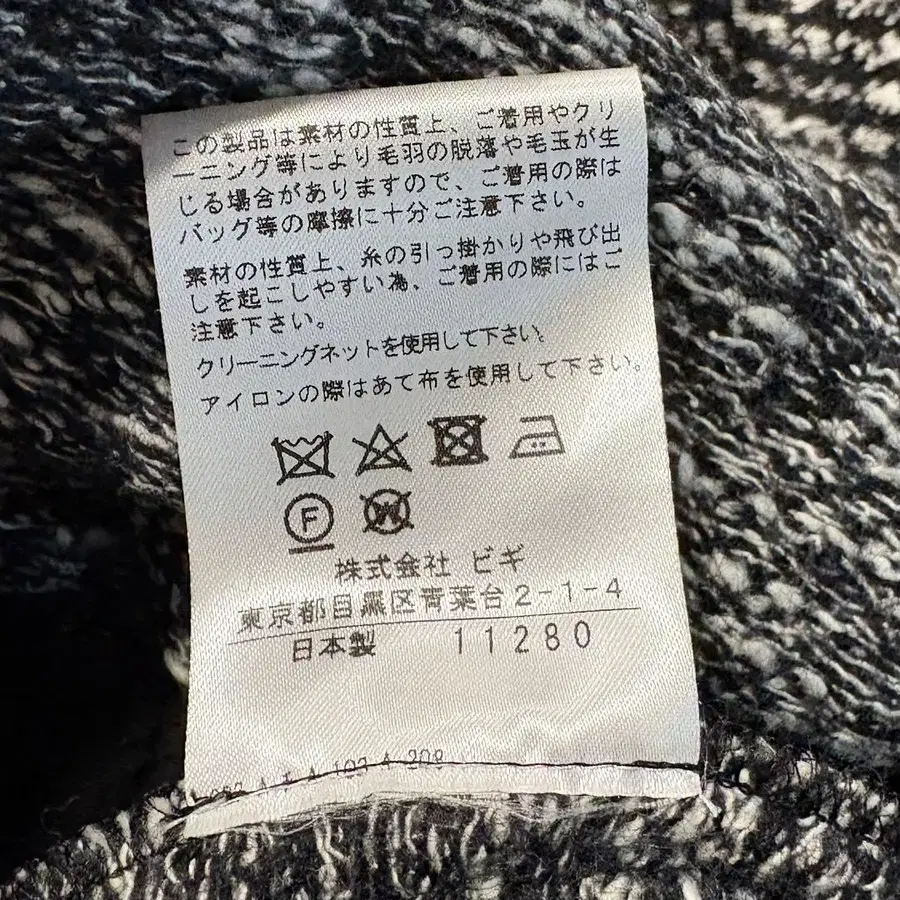 この製品は素材の性質上、ご着用やクリ
ーニング等により毛羽の脱落や毛玉が生
じる場合がありますので、ご着用の際は
バッグ等の摩擦に十分ご注意下さい。
素材の性質上、糸の引っ掛かりや飛び出
しを起こしやすい為、ご着用の際にはご
注意下さい。
クリーニングネットを使用して下さい。
アイロンの際はあて布を使用して下さい。
F W
株式会社 ビギ
東京都目黒区青葉台2-1-4
日本製 11280